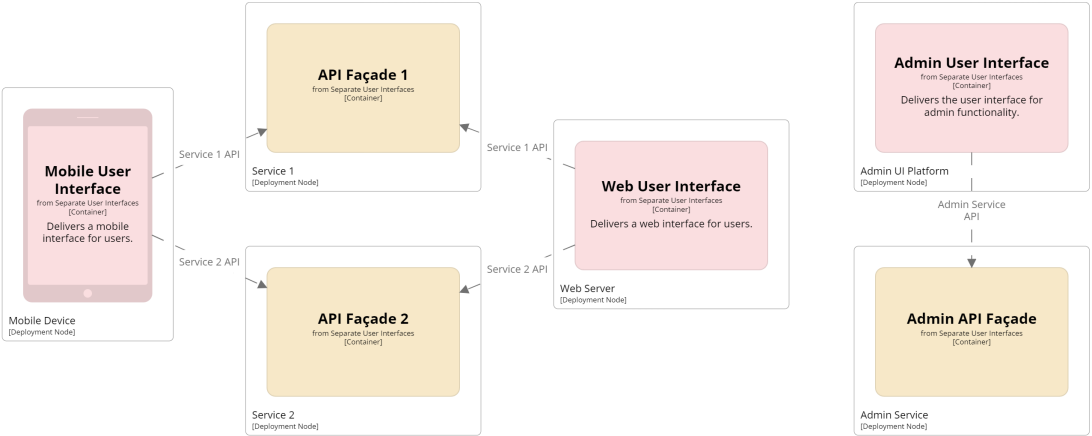 API Façade 1
from Separate User Interfaces
[Container]
Service 1
[Deployment Node]
Admin User Interface
from Separate User Interfaces
[Container]
Delivers the user interface for
admin functionality.
Admin UI Platform
[Deployment Node]
Service 1 API
Service 1 API
Mobile User
Interface
from Separate User Interfaces
[Container]
Delivers a mobile
interface for users.
Mobile Device
[Deployment Node]
Web User Interface
from Separate User Interfaces
[Container]
Delivers a web interface for users.
Web Server
[Deployment Node]
Admin Service
API
Service 2 API
Service 2 API
API Façade 2
from Separate User Interfaces
[Container]
Service 2
[Deployment Node]
Admin API Façade
from Separate User Interfaces
[Container]
Admin Service
[Deployment Node]